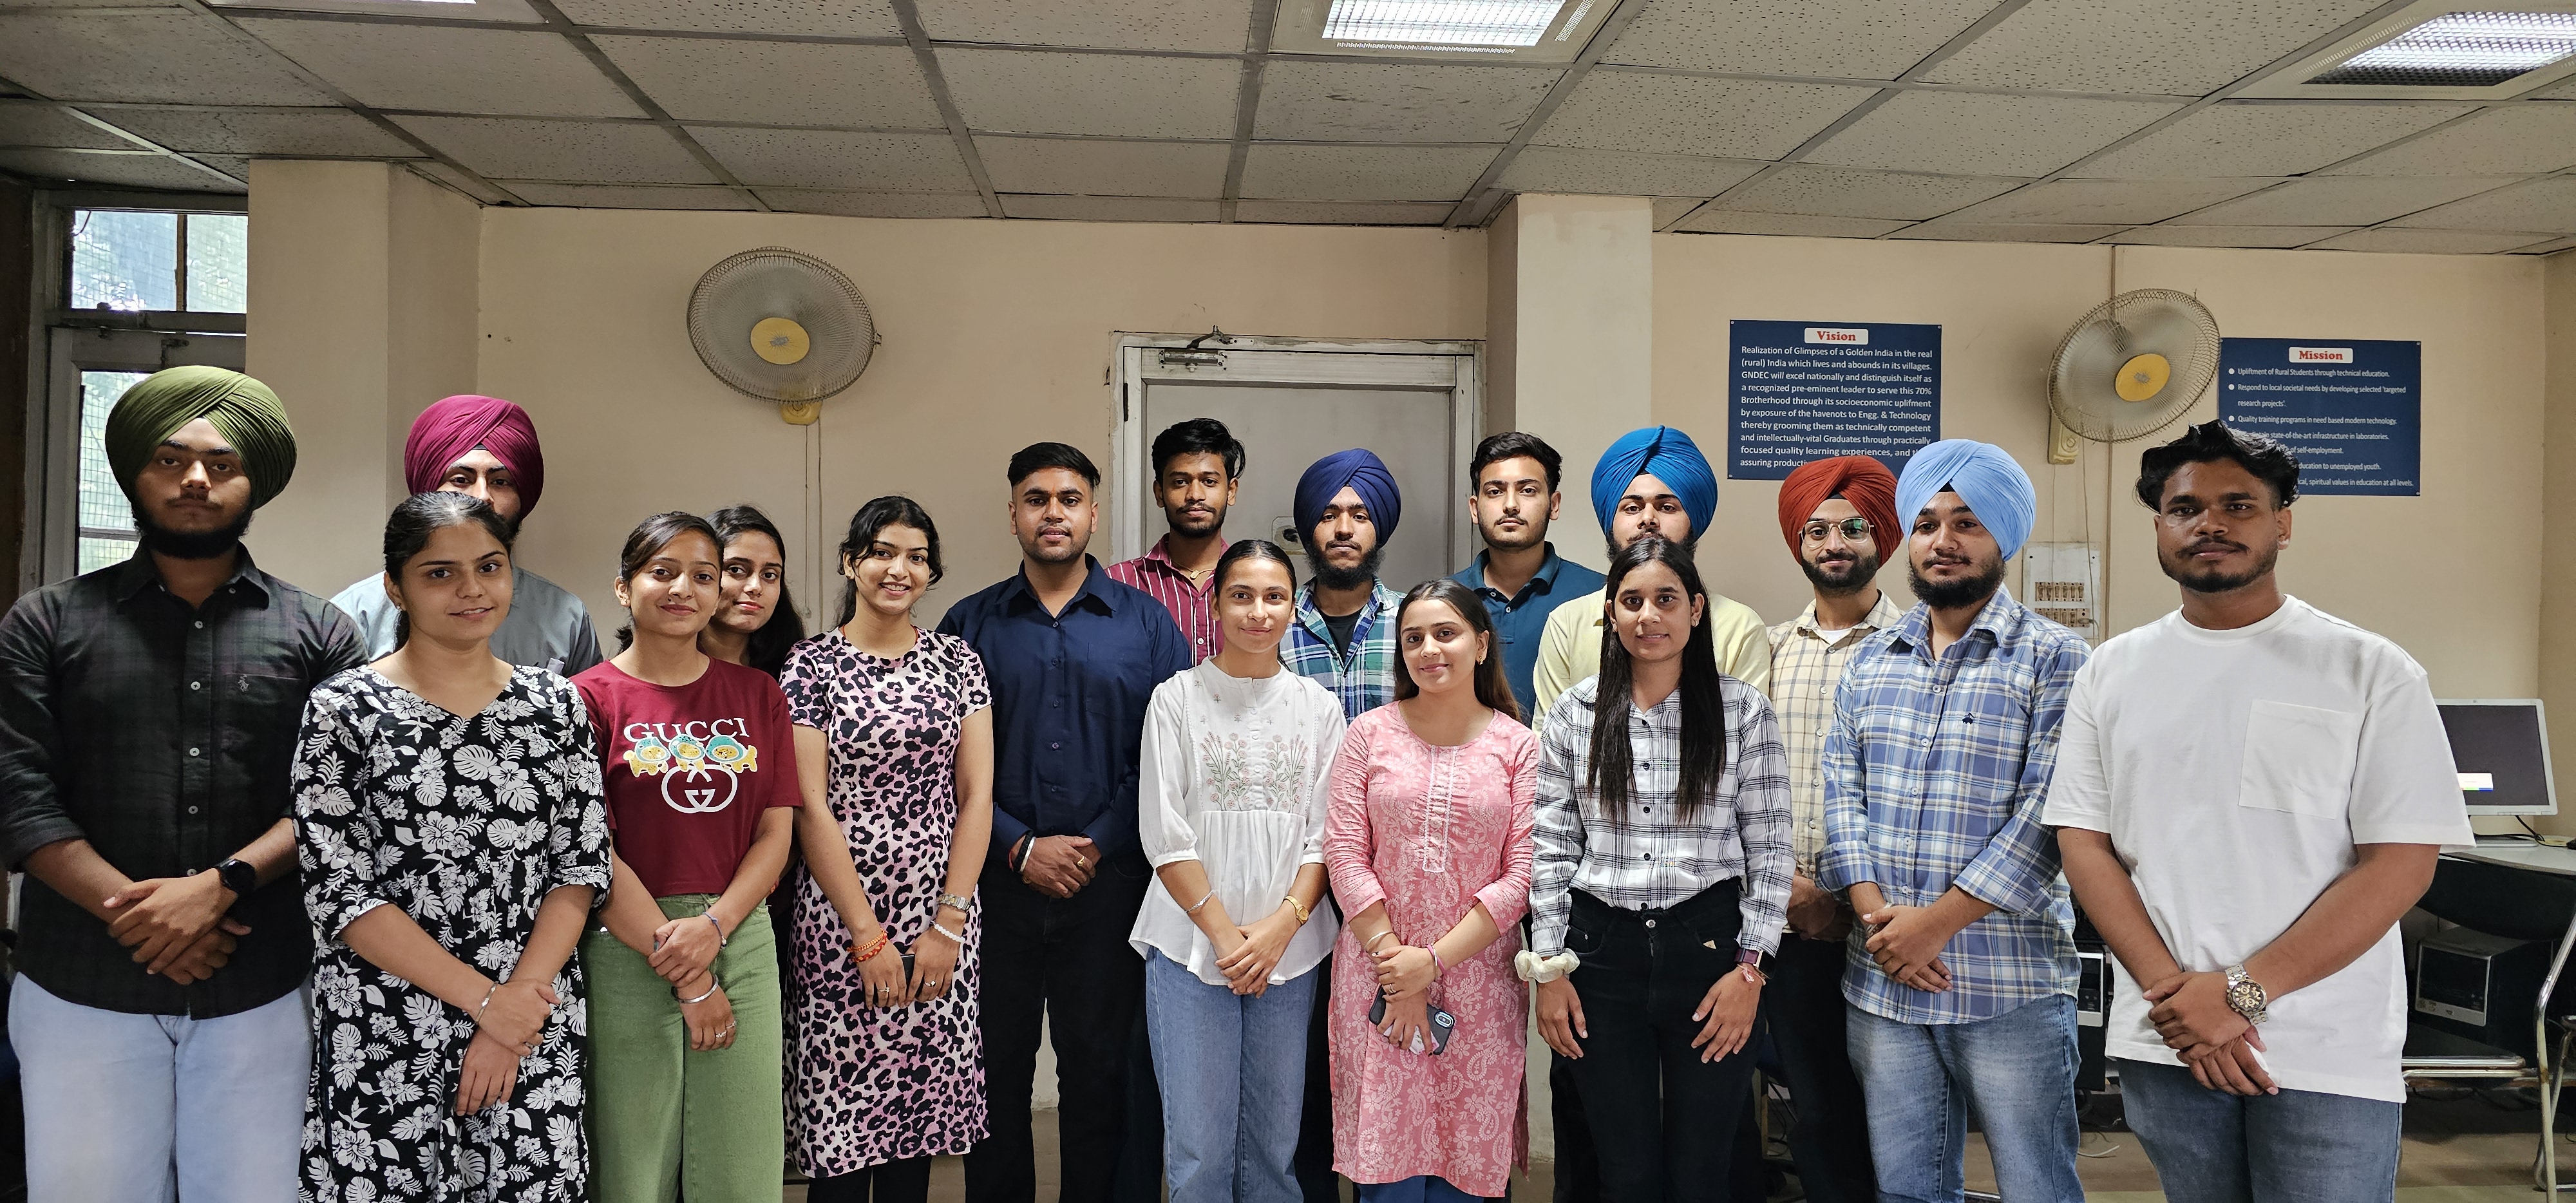 Vision
Realization of Glimpses of a Golden India in the real
(rural) India which lives and abounds in its villages.
GNDEC will excel nationally and distinguish itself as
a recognized pre-eminent leader to serve this 70%
Brotherhood through its socioeconomic upliftment
by exposure of the havenots to Engg. & Technology
thereby grooming them as technically competent
and intellectually-vital Graduates through practically
focused quality learning experiences, and
assuring
Mission
Upliftment of Rural Students through technical education.
Respond to local societal needs by developing selected 'targeted
research projects'.
Quality training programs in need based modern technology.
state-of-the-art infrastructure in laboratories.
of self-employment.
education to unemployed youth.
spiritual values in education at all levels.
GUCCI